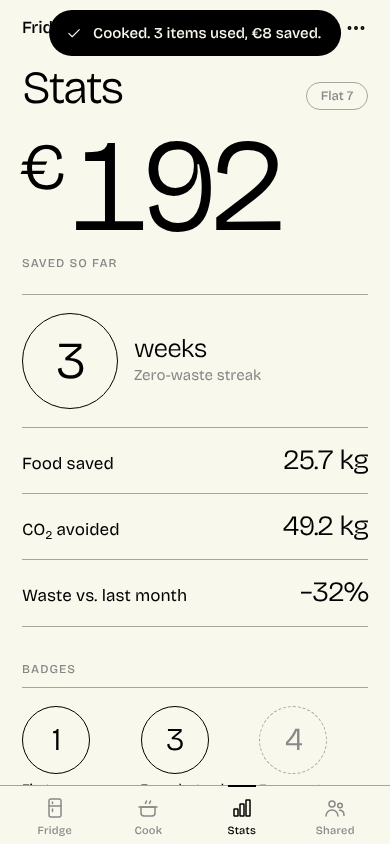 Cooked. 3 items used, €8 saved.
Stats
Flat 7
€192
SAVED SO FAR
3
weeks
Zero-waste streak
Food saved
25.7 kg
CO₂ avoided
49.2 kg
Waste vs. last month
−32%
BADGES
1
3
4
Fridge
Cook
Stats
Shared